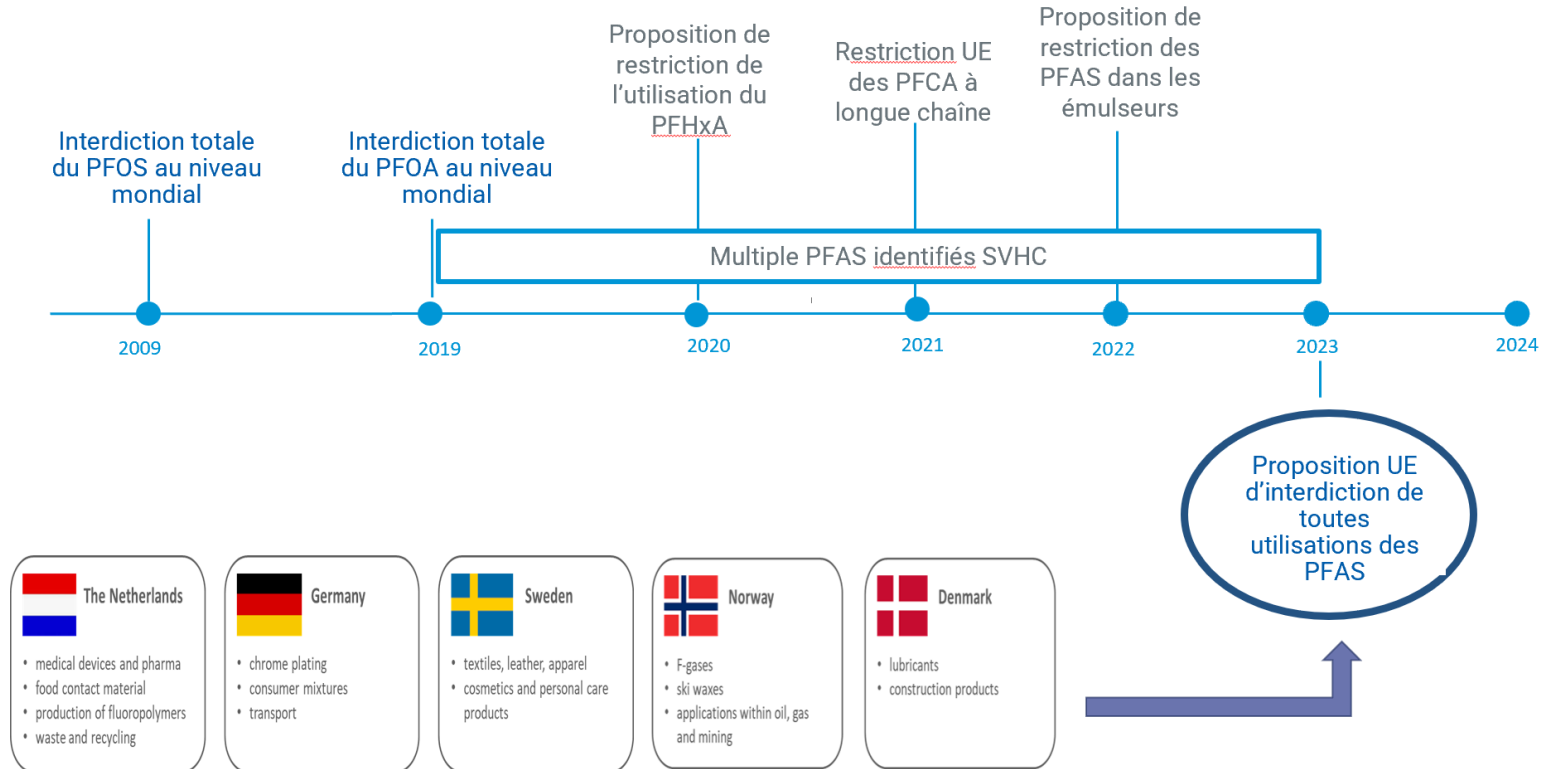 Interdiction totale
du PFOS au niveau
mondial
Interdiction totale
du PFOA au niveau
mondial
Proposition de
restriction de
l’utilisation du
PFHxA
Restriction UE
des PFCA à
longue chaîne
Proposition de
restriction des
PFAS dans les
émulseurs
Multiple PFAS identifiés SVHC
2009
2019
2020
2021
2022
2023
2024
Proposition UE
d’interdiction de
toutes
utilisations des
PFAS
The Netherlands
• medical devices and pharma
• food contact material
• production of fluoropolymers
• waste and recycling
Germany
• chrome plating
• consumer mixtures
• transport
Sweden
• textiles, leather, apparel
• cosmetics and personal care
products
Norway
• F-gases
• ski waxes
• applications within oil, gas
and mining
Denmark
• lubricants
• construction products